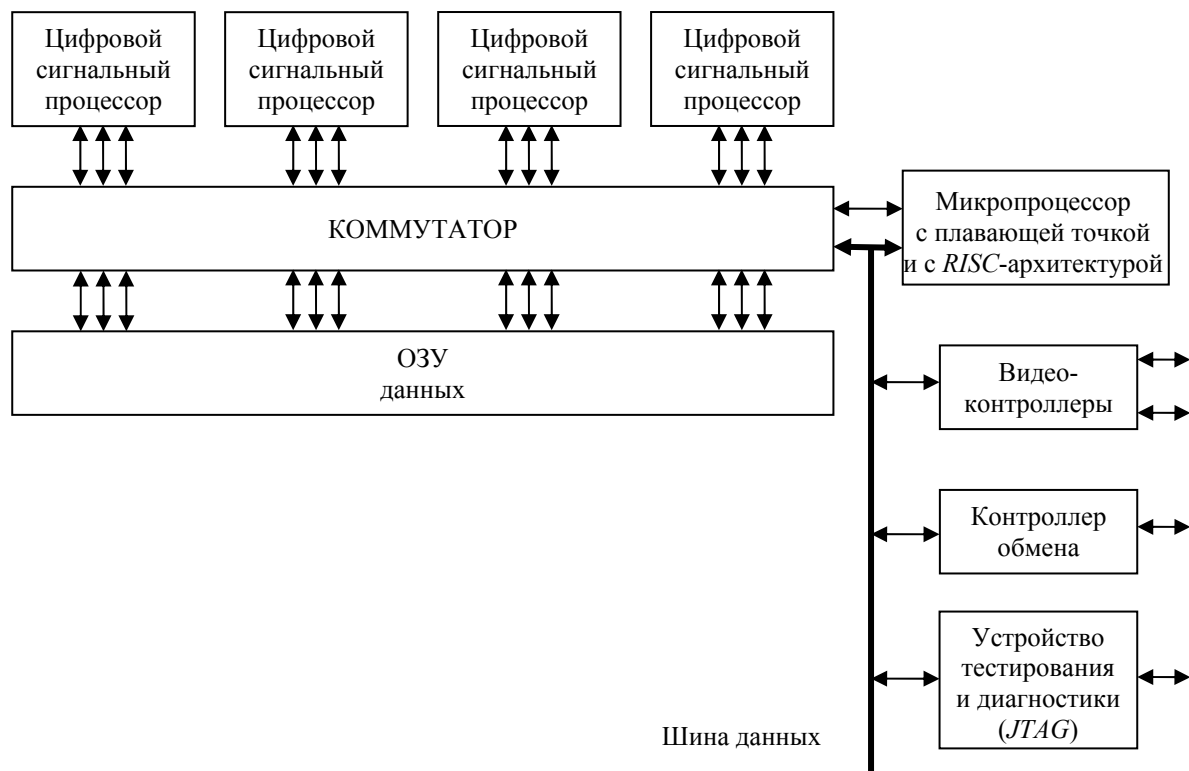 Цифровой
сигнальный
процессор
Цифровой
сигнальный
процессор
Цифровой
сигнальный
процессор
Цифровой
сигнальный
процессор
КОММУТАТОР
Микропроцессор
с плавающей точкой
и с RISC-архитектурой
ОЗУ
данных
Видео-
контроллеры
Контроллер
обмена
Устройство
тестирования
и диагностики
(JTAG)
Шина данных